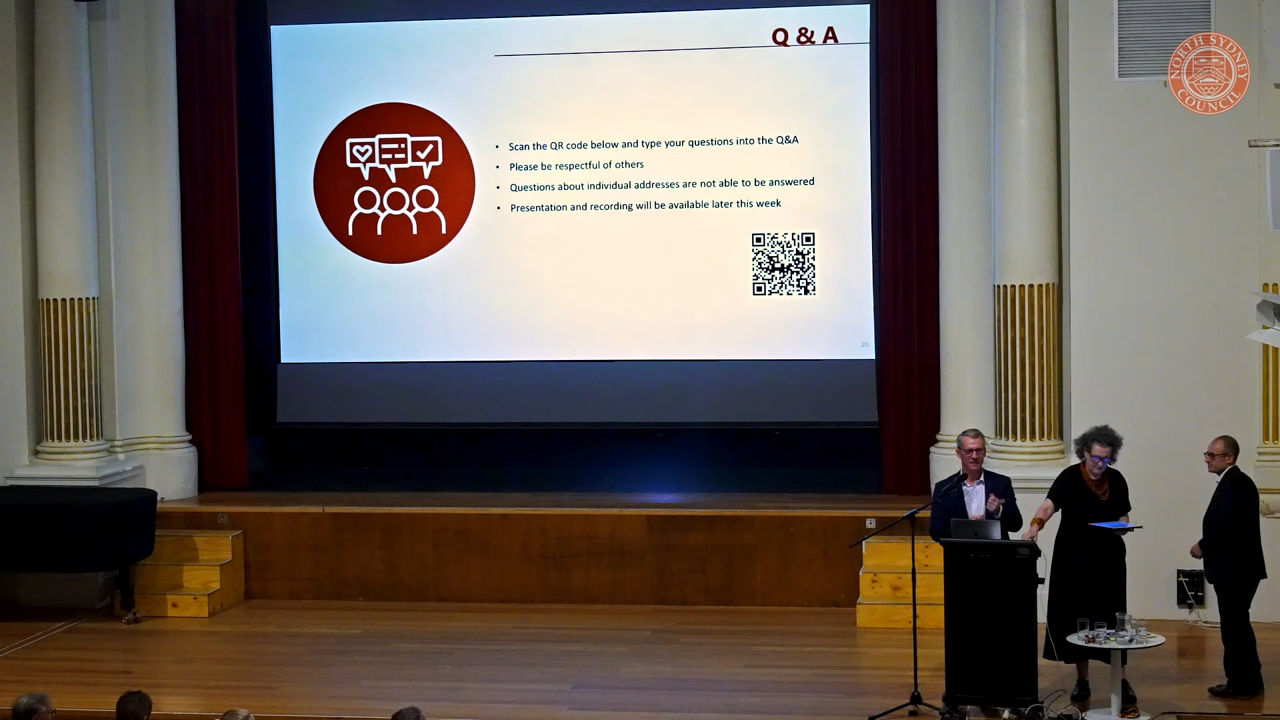 Q & A
NORTH SYDNEY
COUNCIL
• Scan the QR code below and type your questions into the Q&A
• Please be respectful of others
• Questions about individual addresses are not able to be answered
• Presentation and recording will be available later this week
20